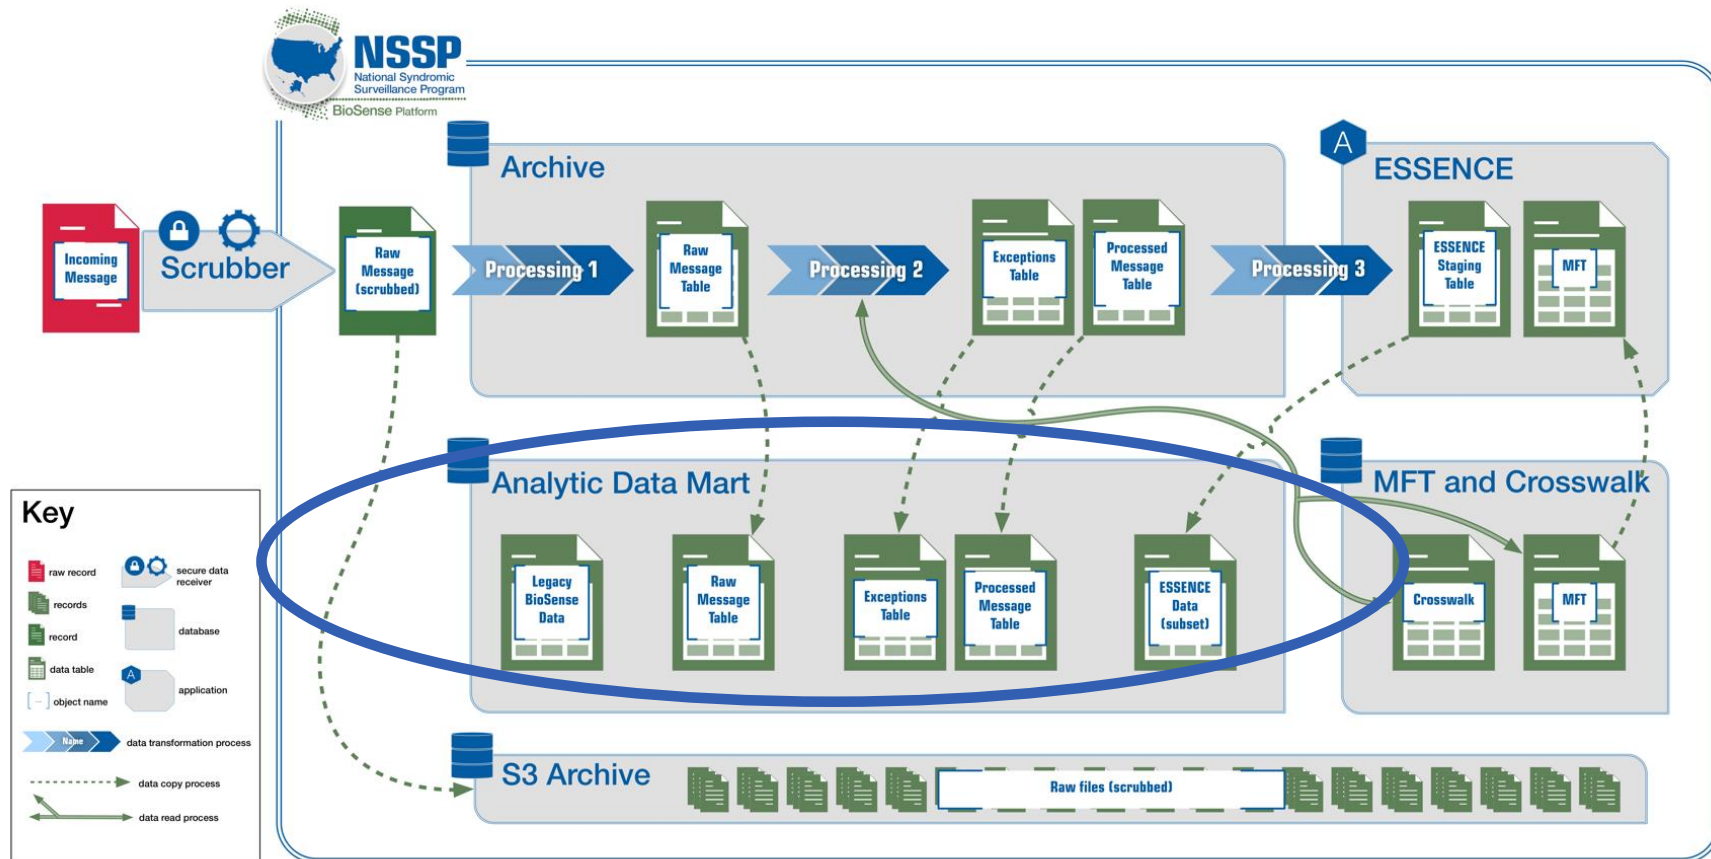 NSSP
National Syndromic
Surveillance Program
BioSense Platform
Archive
A
ESSENCE
Incoming
Message
Scrubber
Raw
Message
(scrubbed)
Processing 1
Raw
Message
Table
Processing 2
Exceptions
Table
Processed
Message
Table
Processing 3
ESSENCE
Staging
Table
MFT
Analytic Data Mart
MFT and Crosswalk
Legacy
BioSense
Data
Raw
Message
Table
Exceptions
Table
Processed
Message
Table
ESSENCE
Data
(subset)
Crosswalk
MFT
Key
raw record
secure data
receiver
records
database
record
data table
A
application
[ ... ] object name
Name
data transformation process
data copy process
data read process
S3 Archive
Raw files (scrubbed)